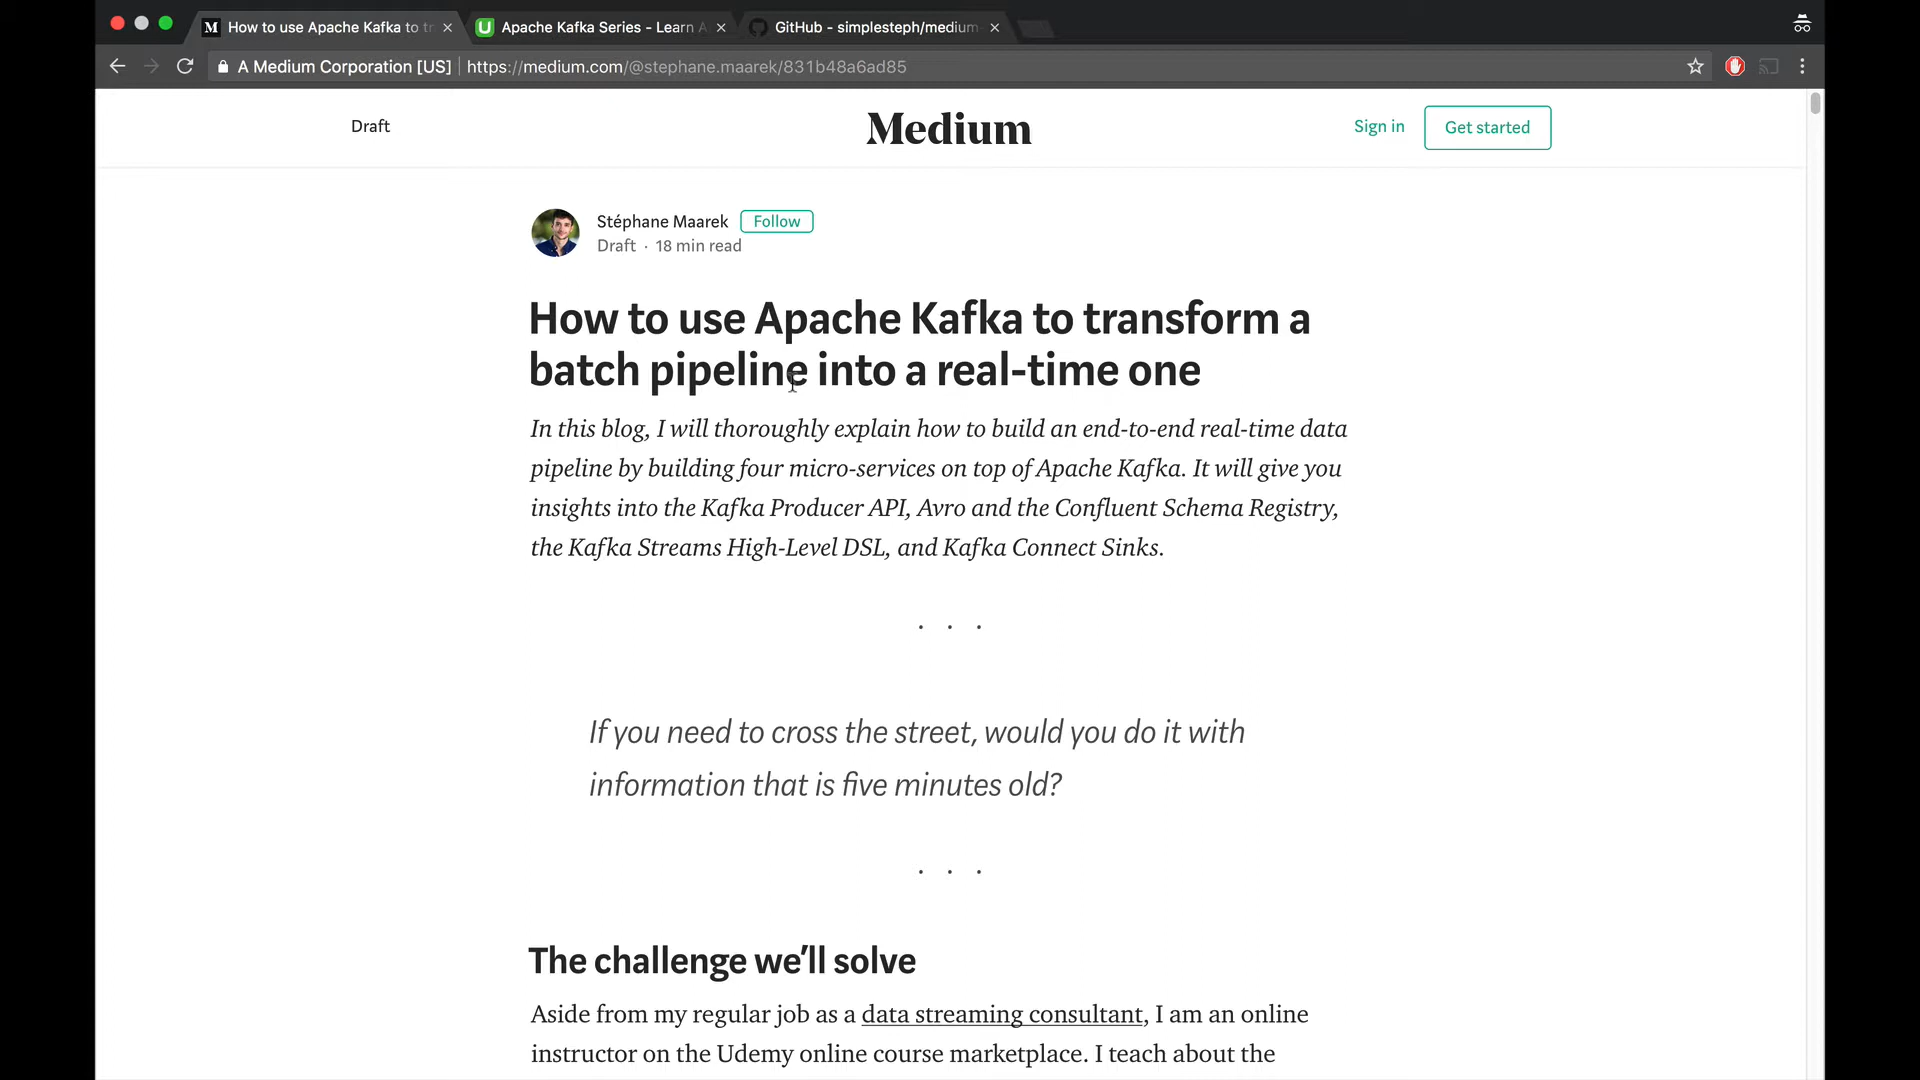 How to use Apache Kafka to tr
Apache Kafka Series - Learn A
GitHub - simplesteph/medium-
A Medium Corporation [US] | https://medium.com/@stephane.maarek/831b48a6ad85
Draft
Medium
Sign in
Get started
Stéphane Maarek
Follow
Draft · 18 min read
How to use Apache Kafka to transform a
batch pipeline into a real-time one
In this blog, I will thoroughly explain how to build an end-to-end real-time data
pipeline by building four micro-services on top of Apache Kafka. It will give you
insights into the Kafka Producer API, Avro and the Confluent Schema Registry,
the Kafka Streams High-Level DSL, and Kafka Connect Sinks.
. . .
If you need to cross the street, would you do it with
information that is five minutes old?
. . .
The challenge we’ll solve
Aside from my regular job as a data streaming consultant, I am an online
instructor on the Udemy online course marketplace. I teach about the